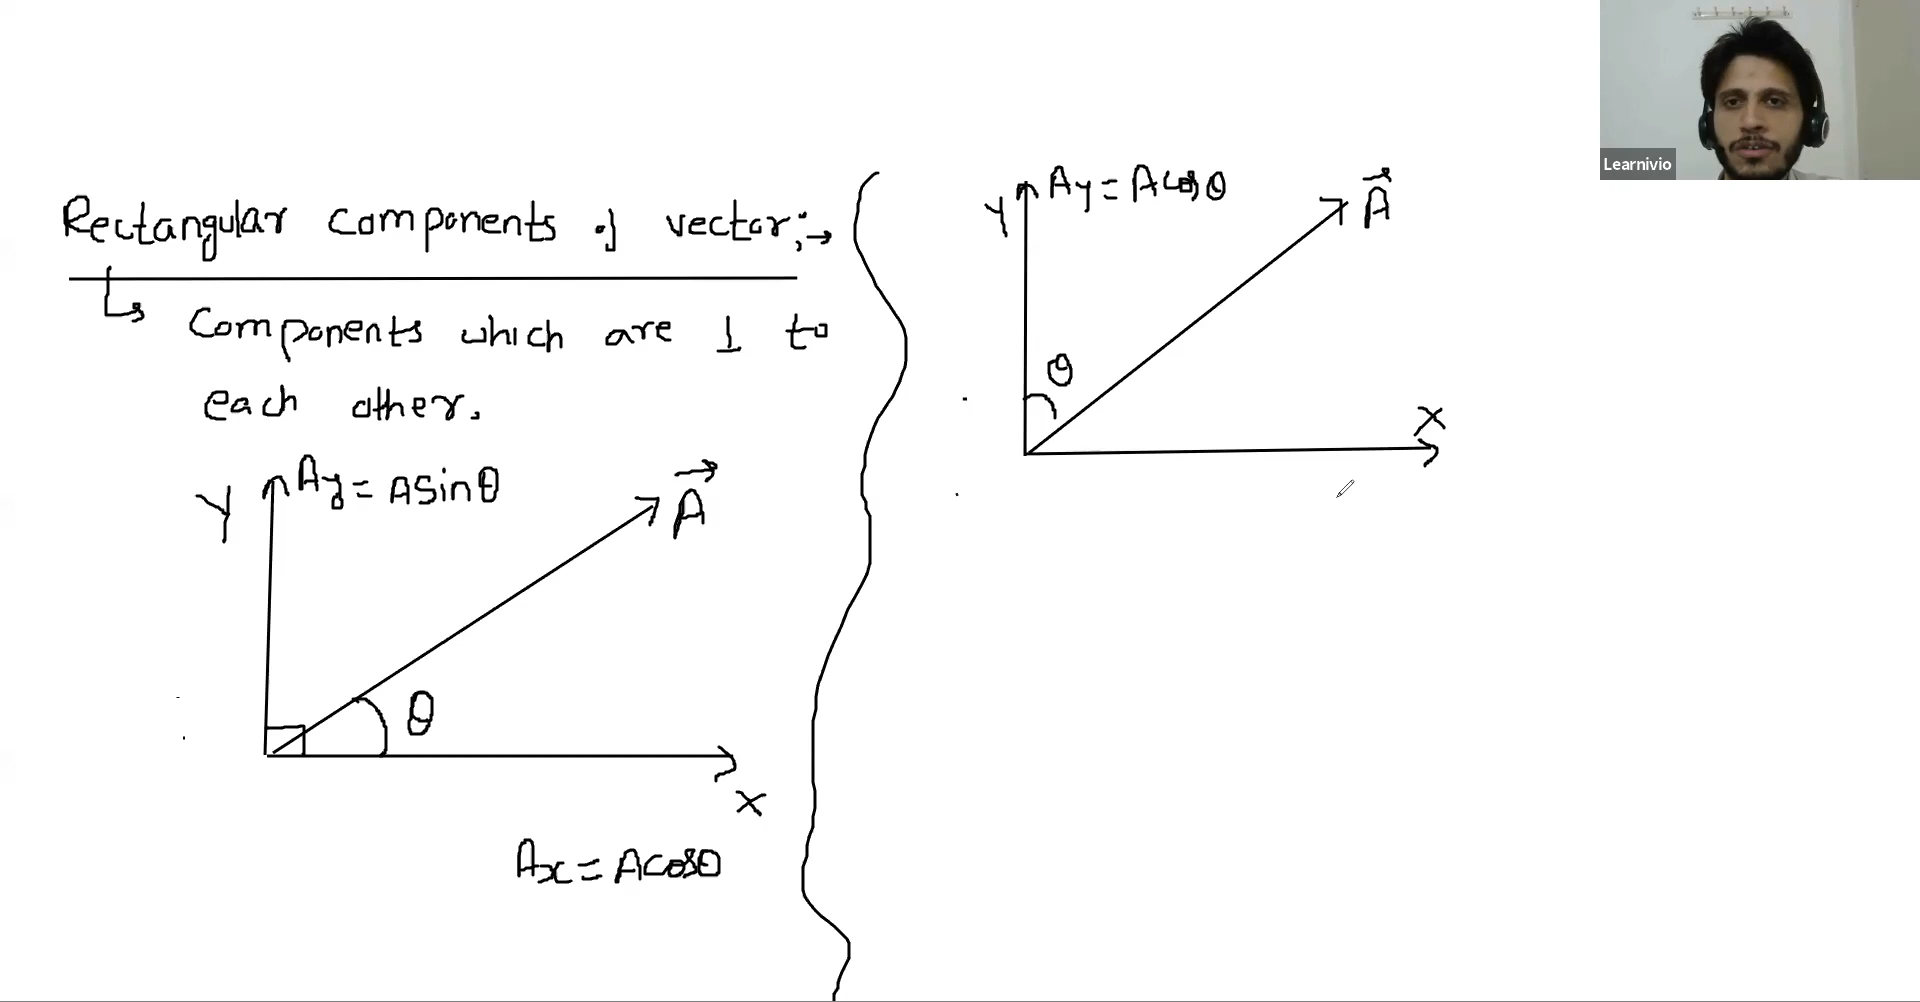 Rectangular components of vector:→
↳ Components which are ⊥ to
each other.
Y Ay = ASinθ
A
θ
X
Ax = Acosθ
Ay = Acosθ
Y
A
θ
X
Learnivio